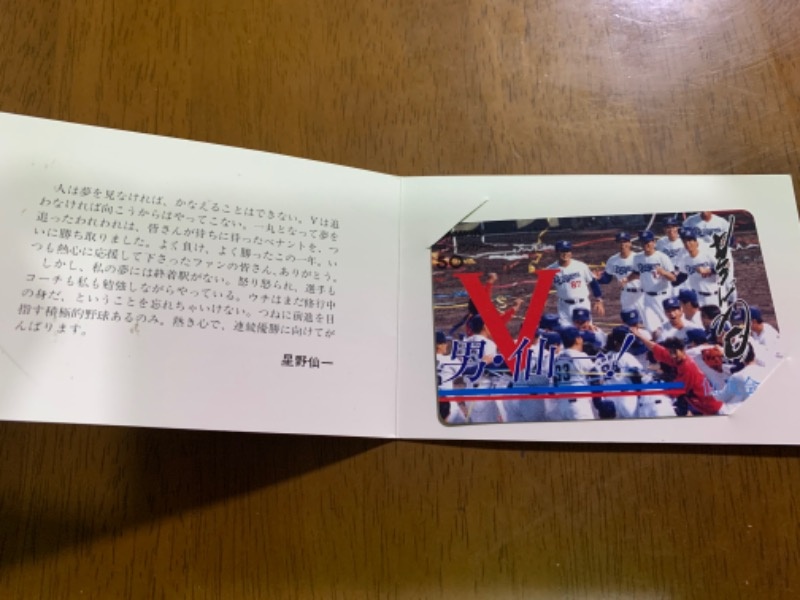 人は夢を見なければ、かなえることはできない。Vは追
わなければ向こうからはやってこない。一丸となって夢を
追ったわれわれは、皆さんが待ちに待ったペナントを、つ
いに勝ち取りました。よく負け、よく勝ったこの一年、い
つも熱心に応援して下さったファンの皆さん、ありがとう。
しかし、私の夢には終着駅がない。怒り怒られ、選手も
コーチも私も勉強しながらやっている。ウチはまだ修行中
の身だ、ということを忘れちゃいけない。つねに前進を目
指す積極的野球あるのみ。熱き心で、連続優勝に向けてが
んばります。
星野仙一
50
V
67
男・仙一!
93